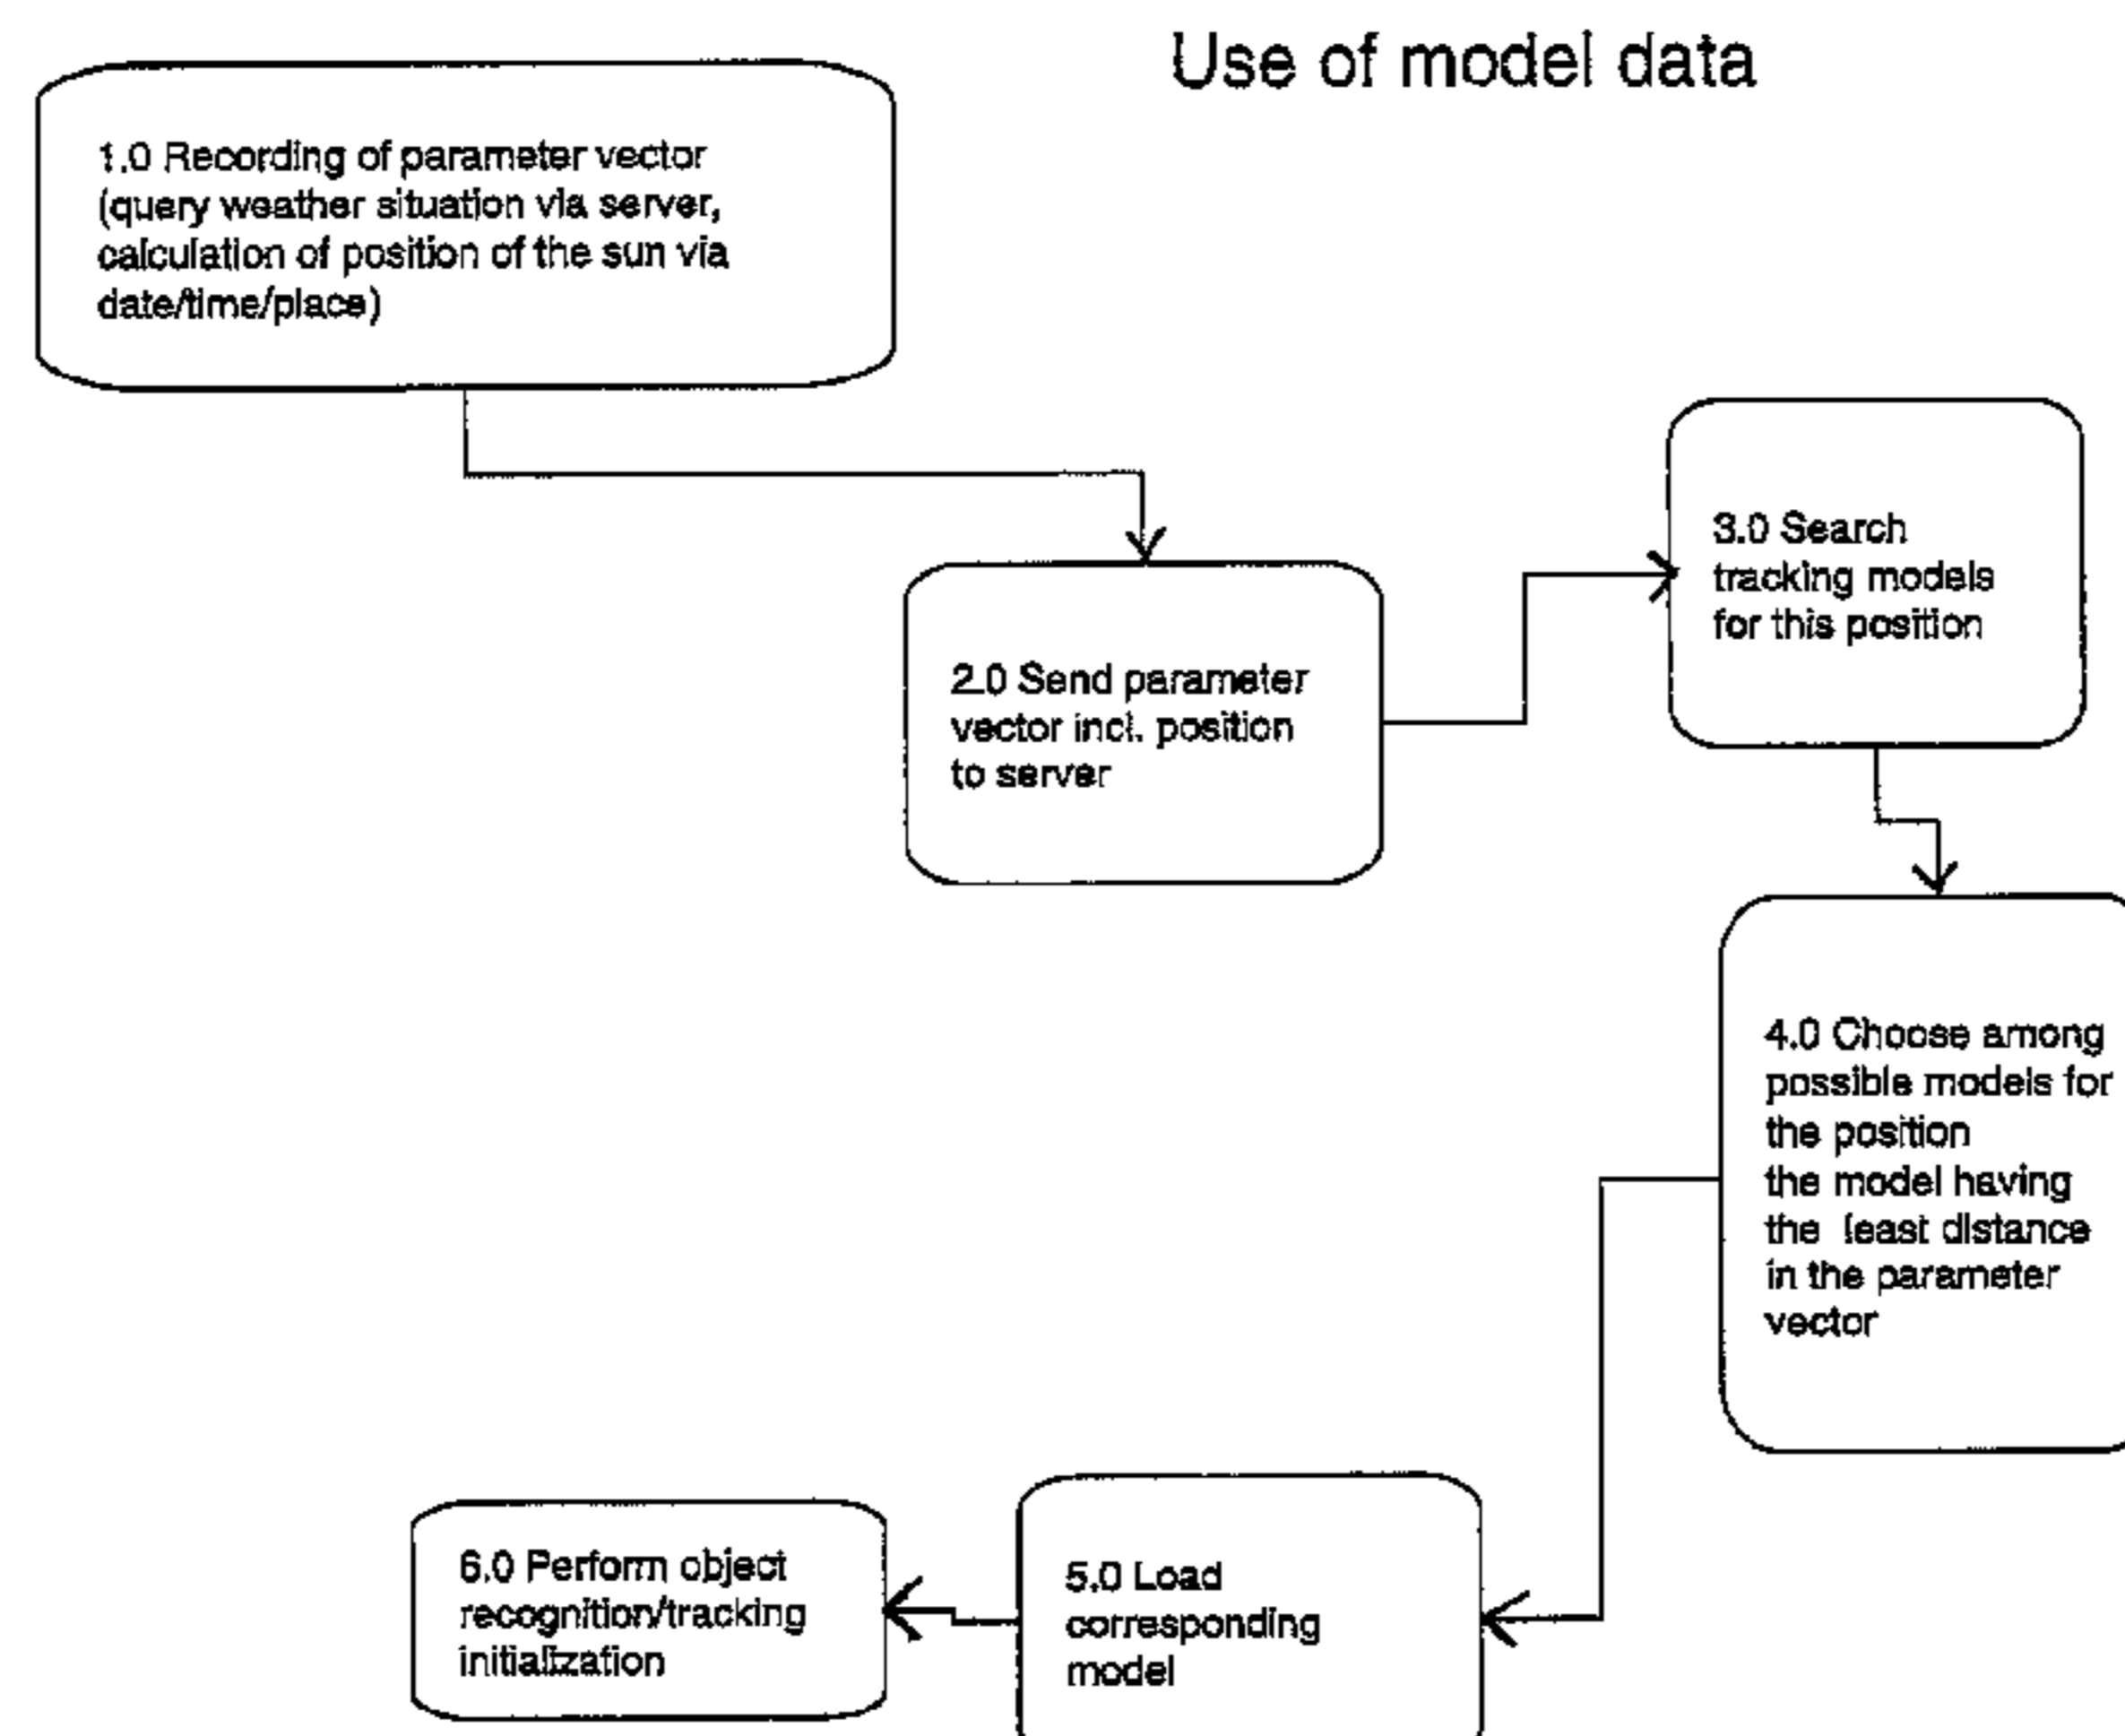 Use of model data
1.0 Recording of parameter vector
(query weather situation via server,
calculation of position of the sun via
date/time/place)
2.0 Send parameter
vector incl. position
to server
3.0 Search
tracking models
for this position
4.0 Choose among
possible models for
the position
the model having
the least distance
in the parameter
vector
5.0 Load
corresponding
model
6.0 Perform object
recognition/tracking
initialization